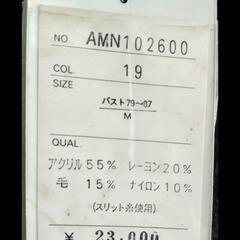 NO. AMN102600
COL. 19
SIZE
バスト79~87
M
QUAL.
アクリル55% レーヨン20%
毛 15% ナイロン10%
(スリット糸使用)
¥ 23,000